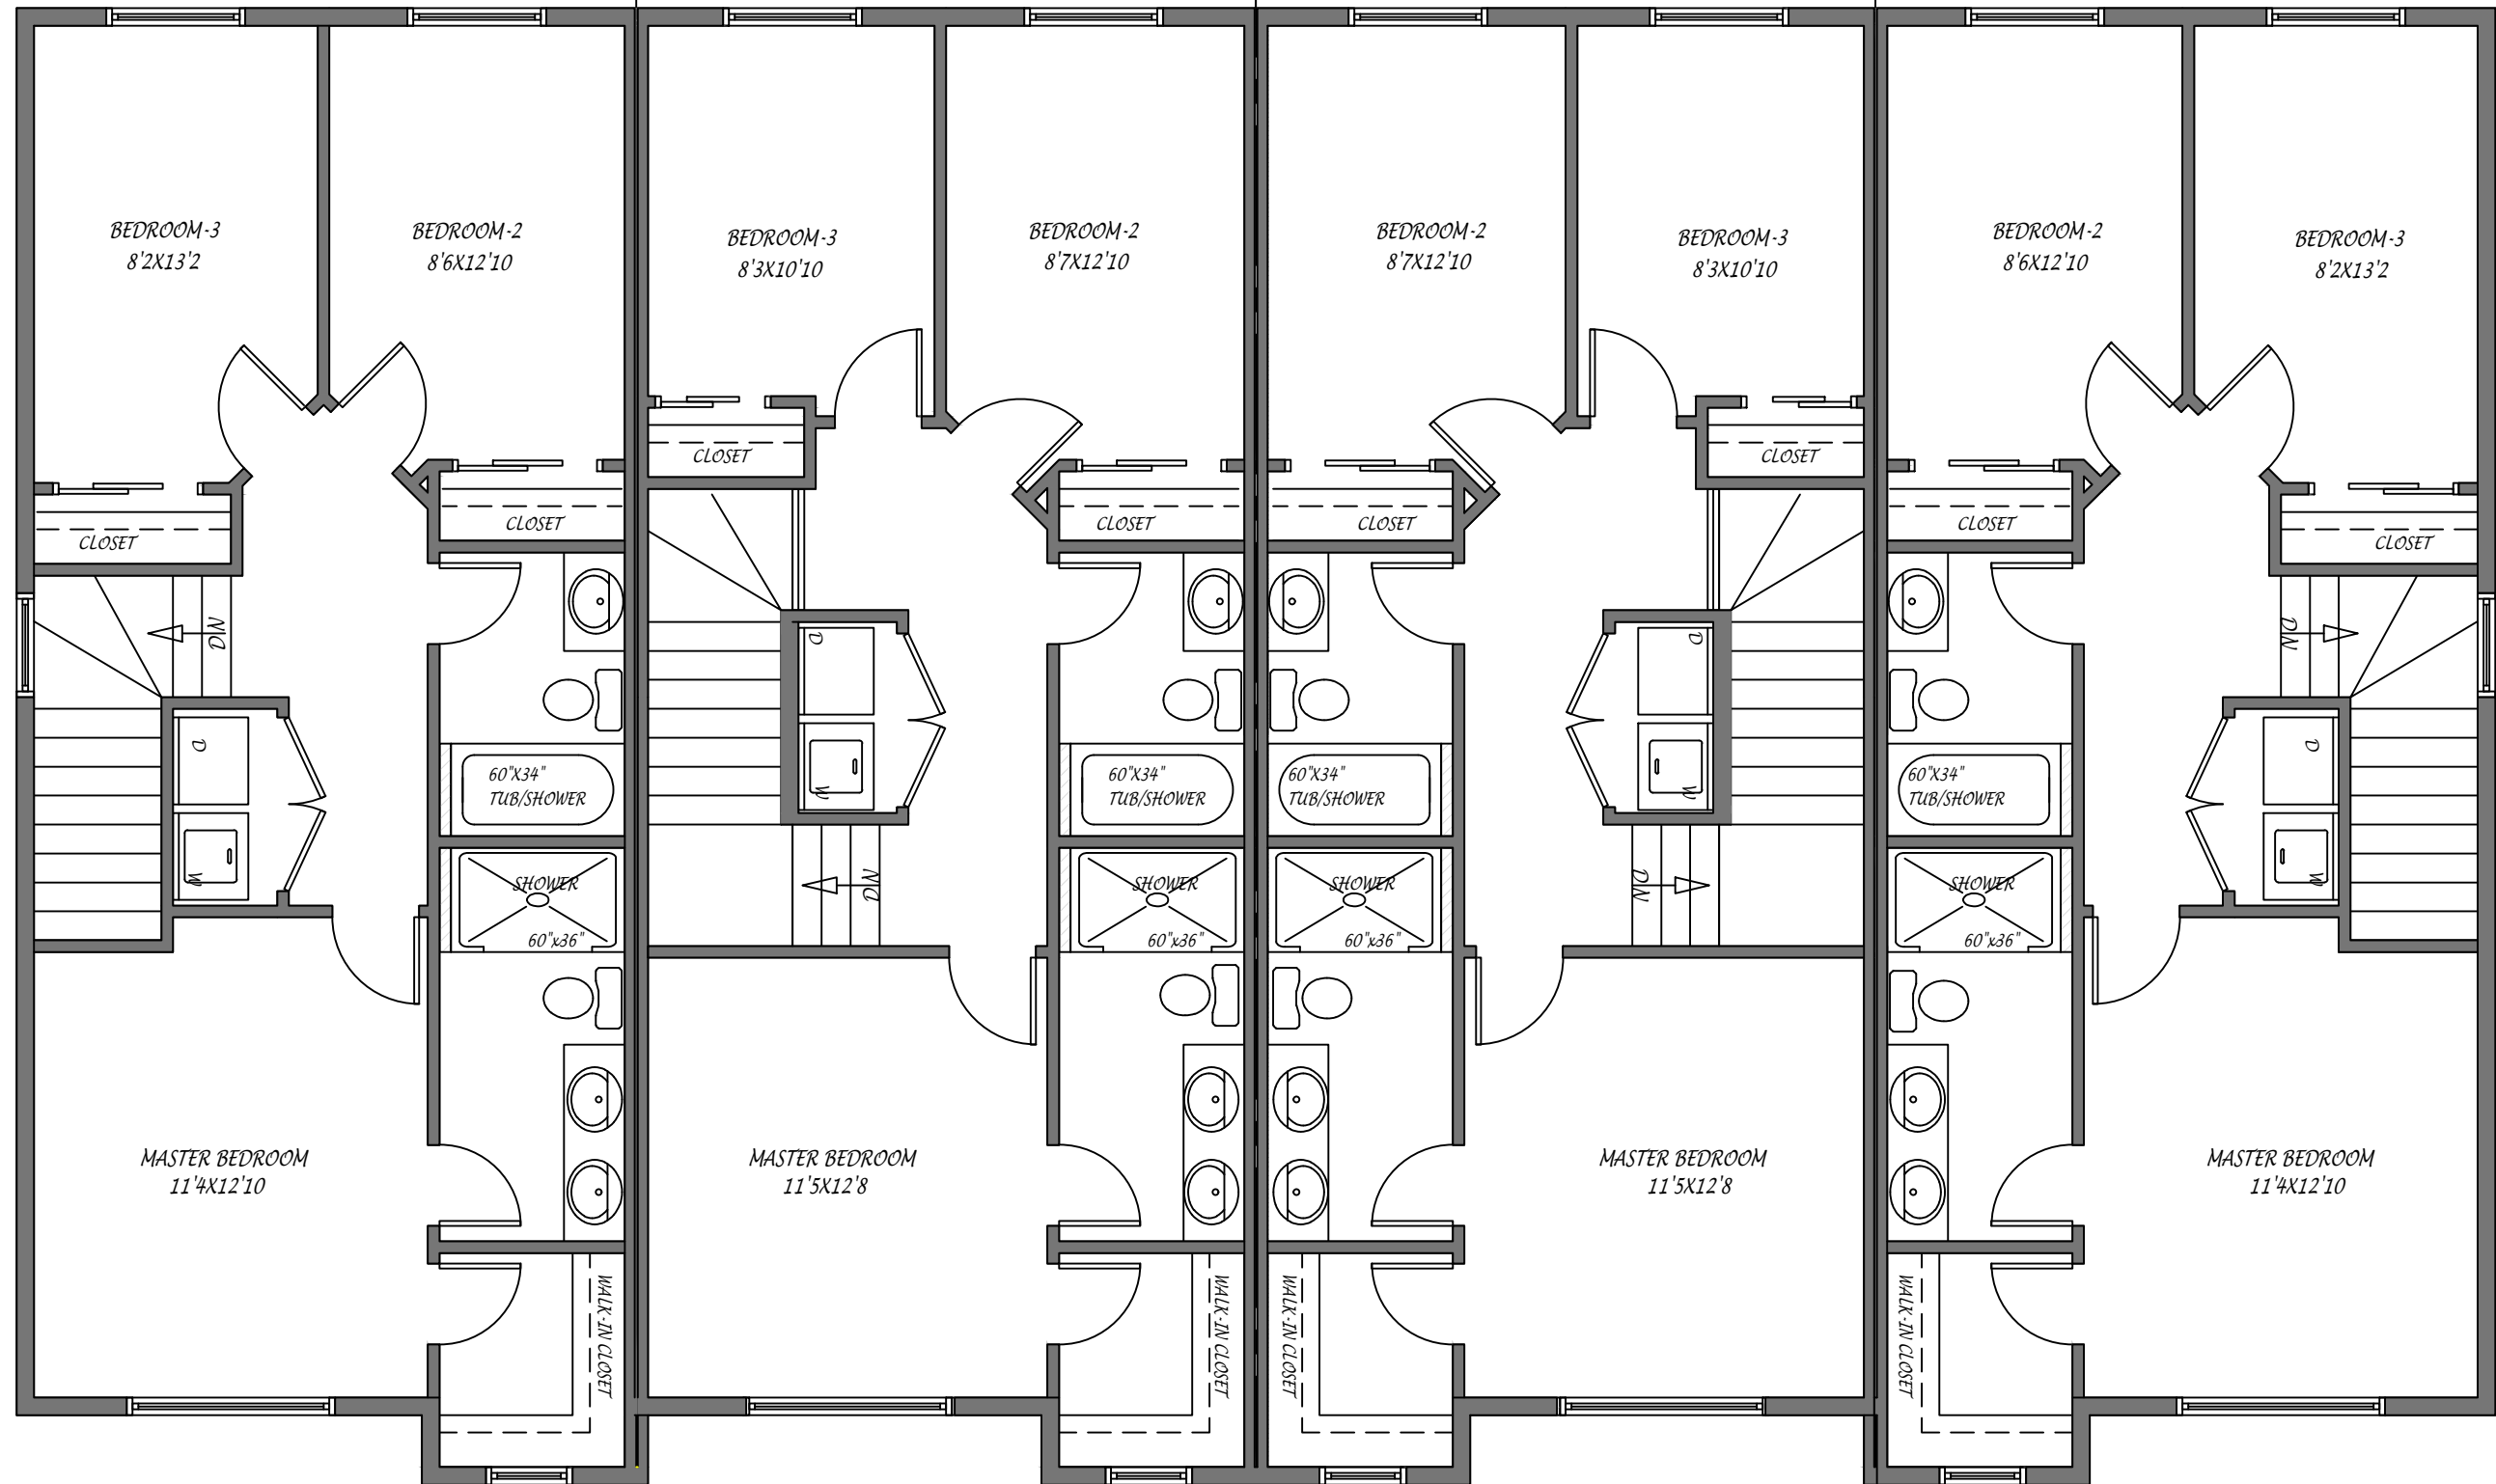 BEDROOM-3
8'2X13'2
BEDROOM-2
8'6X12'10
BEDROOM-3
8'3X10'10
BEDROOM-2
8'7X12'10
BEDROOM-2
8'7X12'10
BEDROOM-3
8'3X10'10
BEDROOM-2
8'6X12'10
BEDROOM-3
8'2X13'2
CLOSET
CLOSET
CLOSET
CLOSET
CLOSET
CLOSET
CLOSET
CLOSET
DN
D
W
D
W
DN
D
W
DN
DN
D
W
60"X34"
TUB/SHOWER
60"X34"
TUB/SHOWER
60"X34"
TUB/SHOWER
60"X34"
TUB/SHOWER
SHOWER
60"x36"
SHOWER
60"x36"
SHOWER
60"x36"
SHOWER
60"x36"
MASTER BEDROOM
11'4X12'10
MASTER BEDROOM
11'5X12'8
MASTER BEDROOM
11'5X12'8
MASTER BEDROOM
11'4X12'10
WALK-IN CLOSET
WALK-IN CLOSET
WALK-IN CLOSET
WALK-IN CLOSET